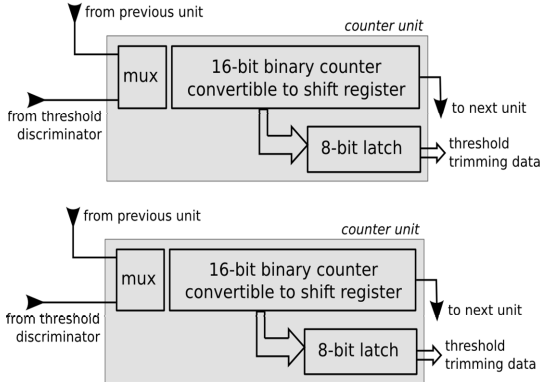 from previous unit
counter unit
mux
16-bit binary counter
convertible to shift register
from threshold
discriminator
to next unit
8-bit latch
threshold
trimming data
from previous unit
counter unit
mux
16-bit binary counter
convertible to shift register
from threshold
discriminator
to next unit
8-bit latch
threshold
trimming data